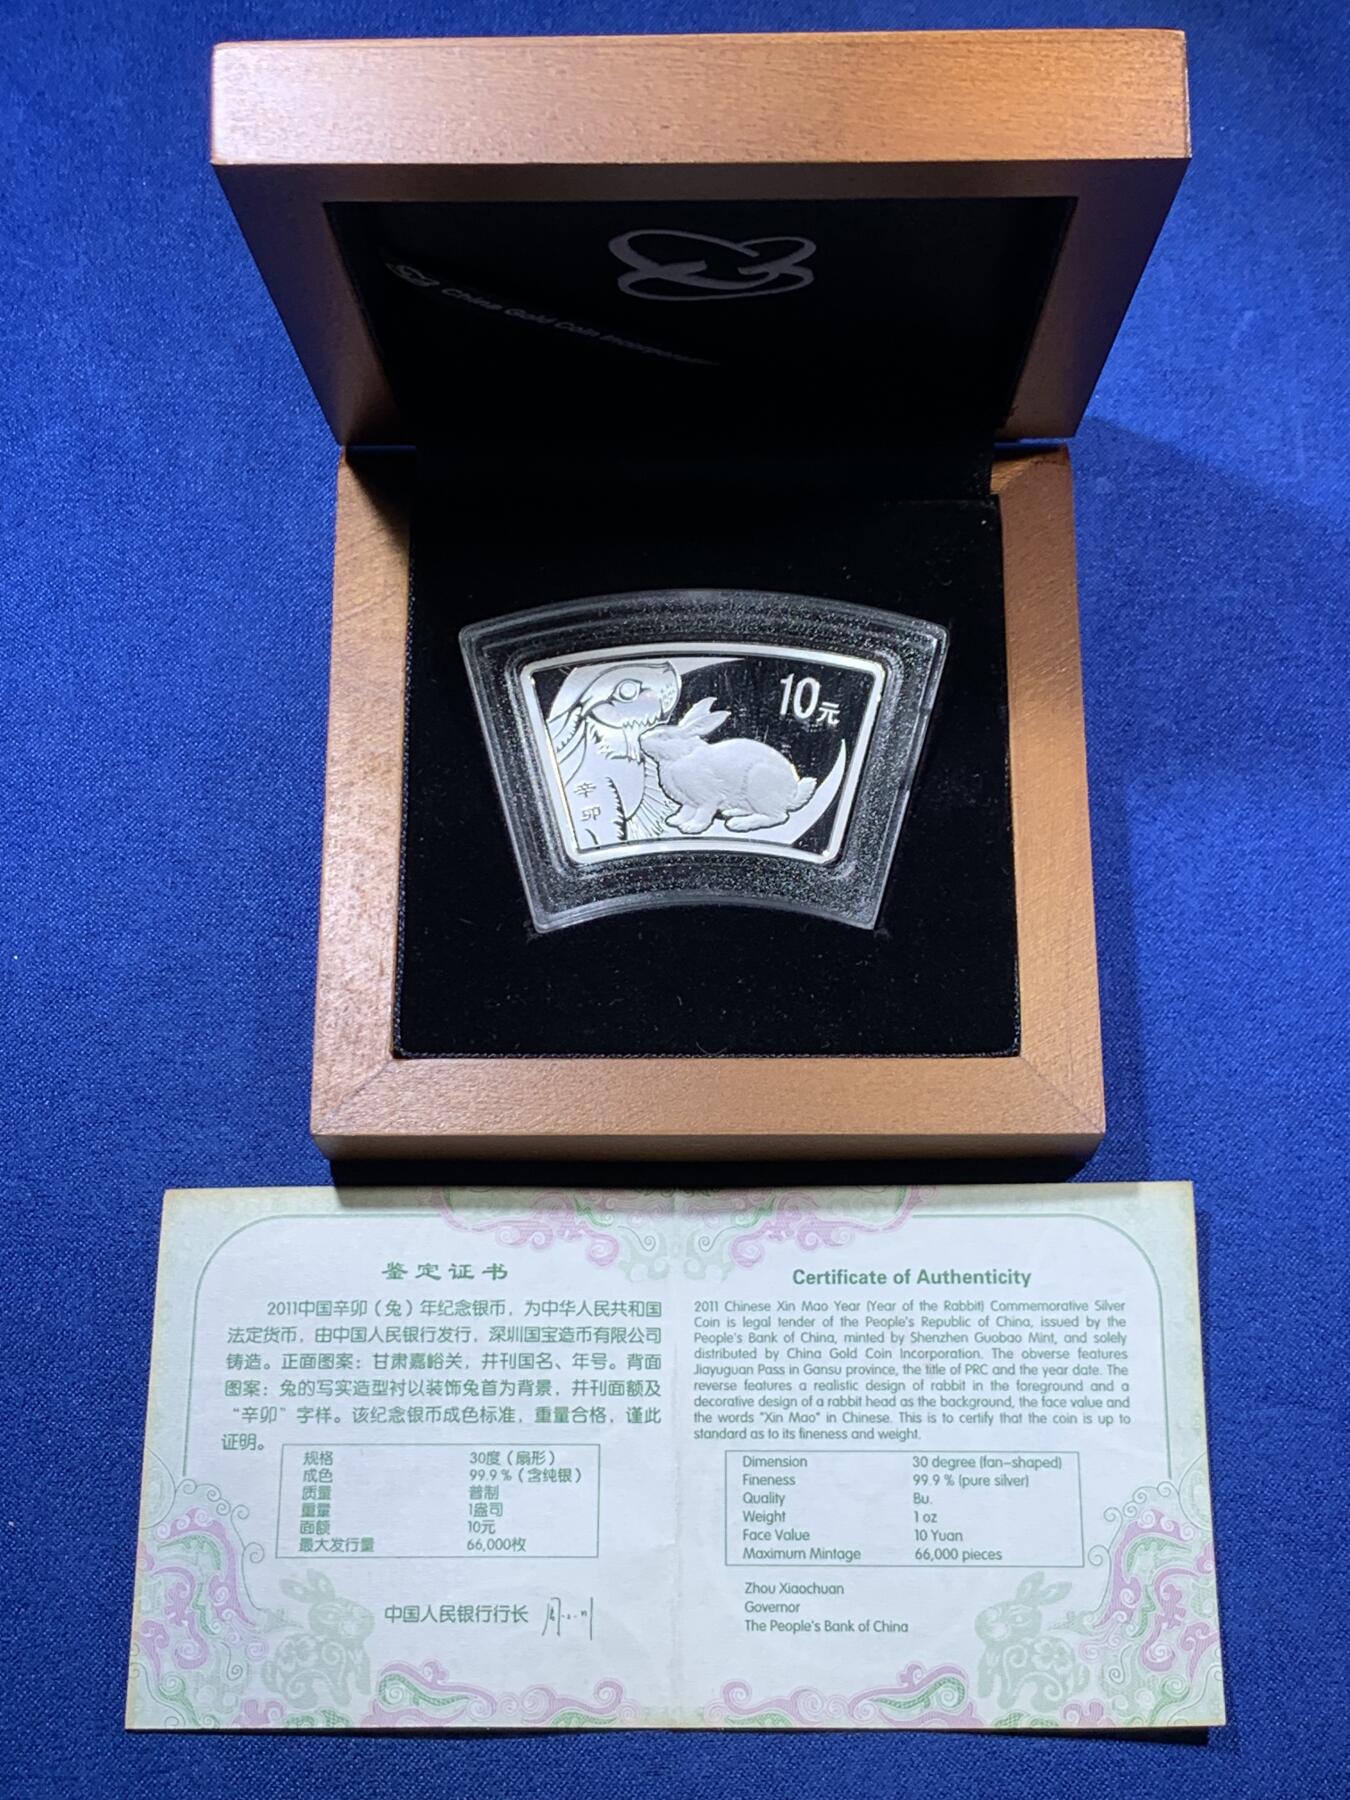 China Gold Coin Incorporation
10元
辛
卯
鉴定证书
2011中国辛卯（兔）年纪念银币，为中华人民共和国
法定货币，由中国人民银行发行，深圳国宝造币有限公司
铸造。正面图案：甘肃嘉峪关，并刊国名、年号。背面
图案：兔的写实造型衬以装饰兔首为背景，并刊面额及
“辛卯”字样。该纪念银币成色标准，重量合格，谨此
证明。
规格 30度（扇形）
成色 99.9％（含纯银）
质量 普制
重量 1盎司
面额 10元
最大发行量 66,000枚
中国人民银行行长
Certificate of Authenticity
2011 Chinese Xin Mao Year (Year of the Rabbit) Commemorative Silver
Coin is legal tender of the People's Republic of China, issued by the
People's Bank of China, minted by Shenzhen Guobao Mint, and solely
distributed by China Gold Coin Incorporation. The obverse features
Jiayuguan Pass in Gansu province, the title of PRC and the year date. The
reverse features a realistic design of rabbit in the foreground and a
decorative design of a rabbit head as the background, the face value and
the words "Xin Mao" in Chinese. This is to certify that the coin is up to
standard as to its fineness and weight.
Dimension 30 degree (fan-shaped)
Fineness 99.9 % (pure silver)
Quality Bu.
Weight 1 oz
Face Value 10 Yuan
Maximum Mintage 66,000 pieces
Zhou Xiaochuan
Governor
The People's Bank of China